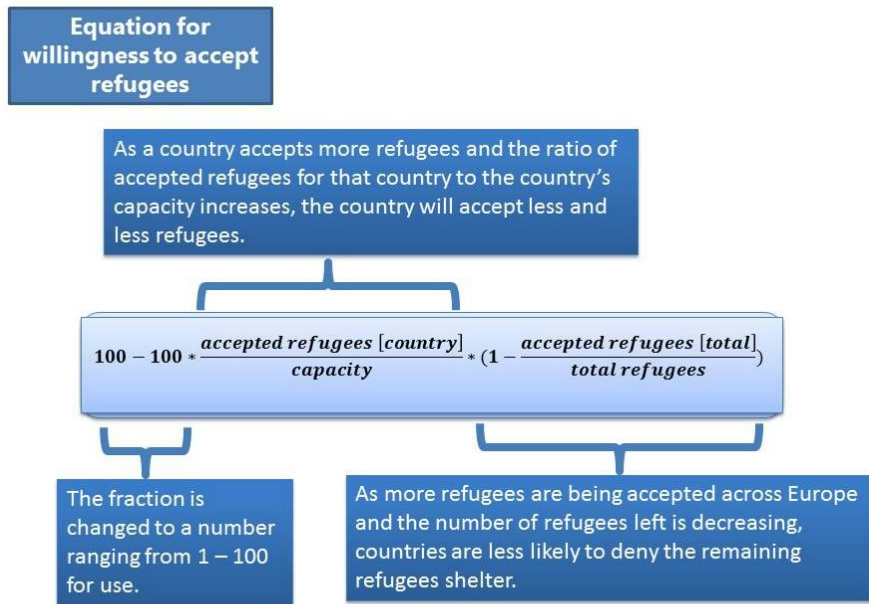 Equation for
willingness to accept
refugees
As a country accepts more refugees and the ratio of
accepted refugees for that country to the country's
capacity increases, the country will accept less and
less refugees.
100 − 100 * accepted refugees [country] / capacity * (1 − accepted refugees [total] / total refugees)
The fraction is
changed to a number
ranging from 1 – 100
for use.
As more refugees are being accepted across Europe
and the number of refugees left is decreasing,
countries are less likely to deny the remaining
refugees shelter.